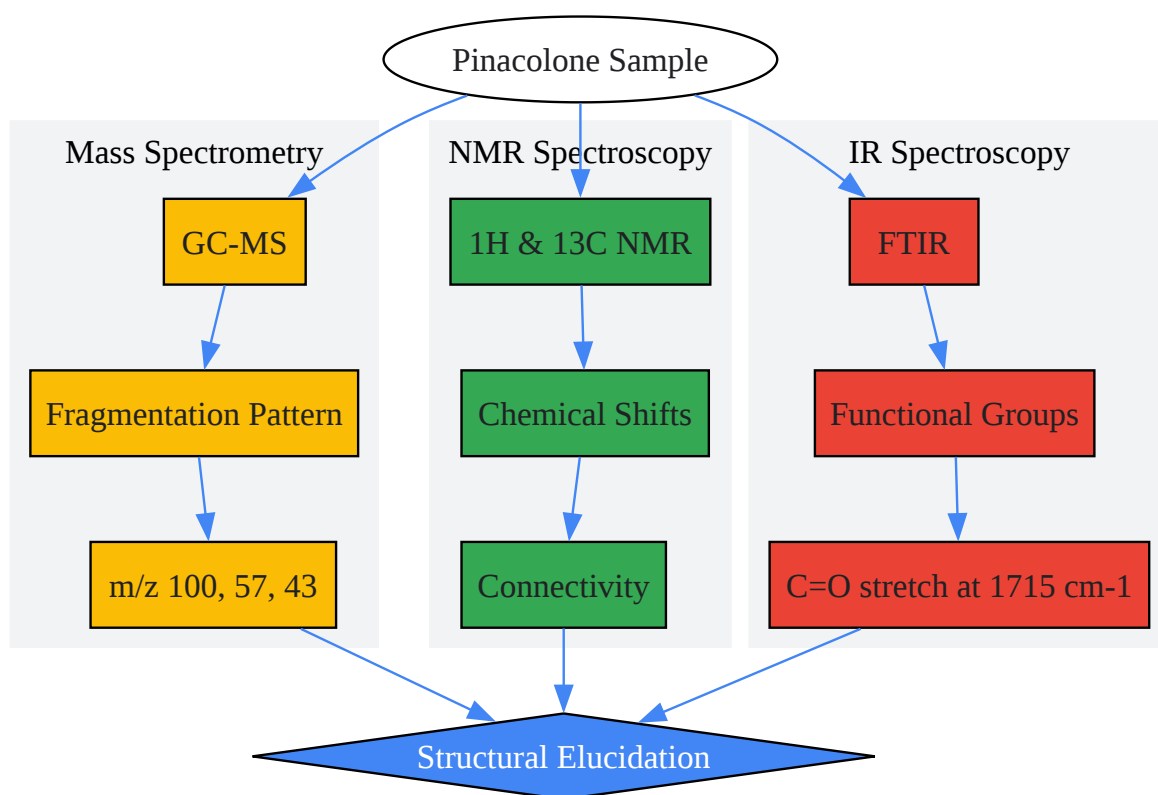 Pinacolone Sample
Mass Spectrometry
NMR Spectroscopy
IR Spectroscopy
GC-MS
1H & 13C NMR
FTIR
Fragmentation Pattern
Chemical Shifts
Functional Groups
m/z 100, 57, 43
Connectivity
C=O stretch at 1715 cm-1
Structural Elucidation